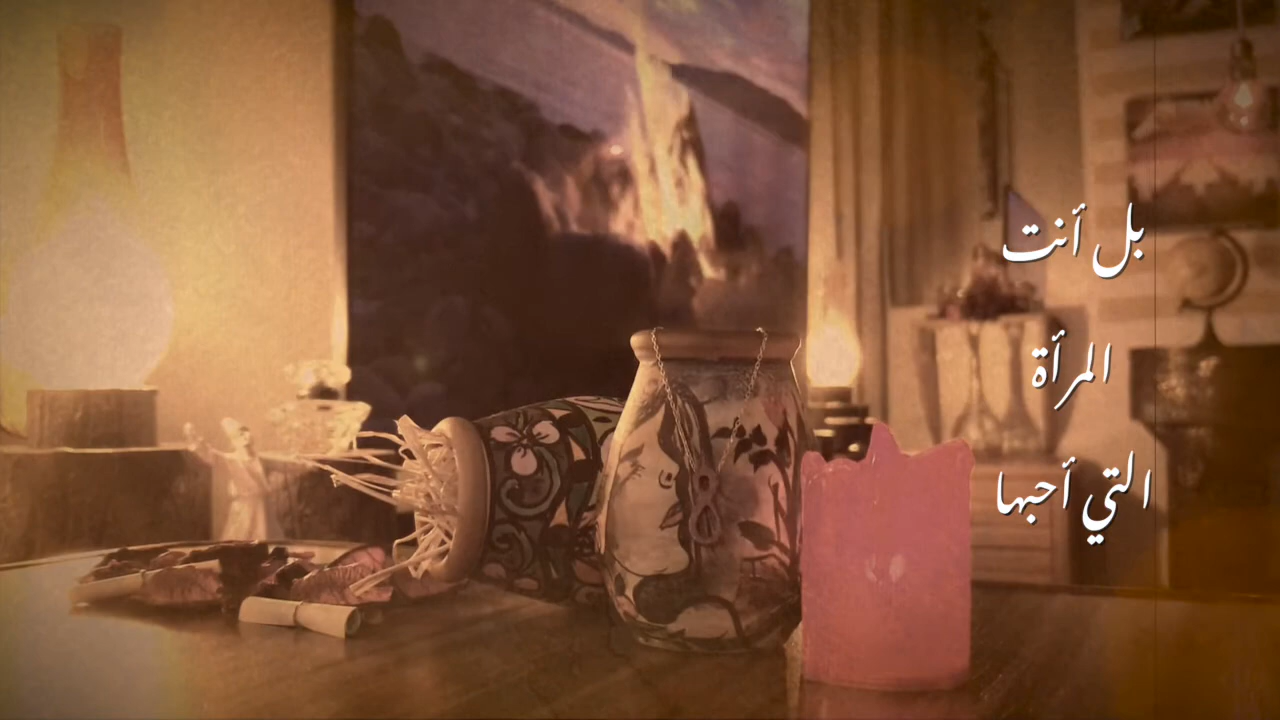 بل أنت
المرأة
التي أحبها